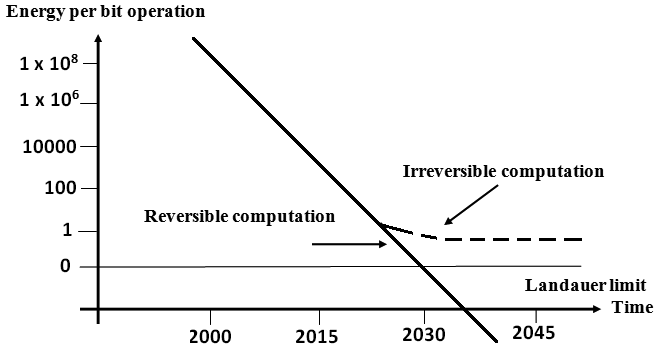 Energy per bit operation
1 x 10⁸
1 x 10⁶
10000
Irreversible computation
100
Reversible computation
1
0
Landauer limit
Time
2000
2015
2030
2045